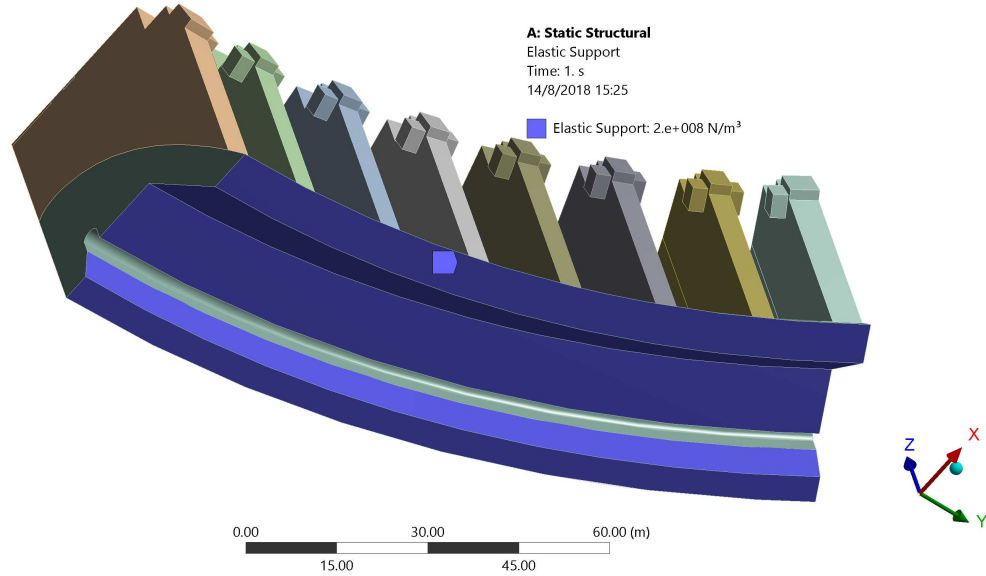 A: Static Structural
Elastic Support
Time: 1. s
14/8/2018 15:25
Elastic Support: 2.e+008 N/m³
Z
X
Y
0.00 30.00 60.00 (m)
15.00 45.00